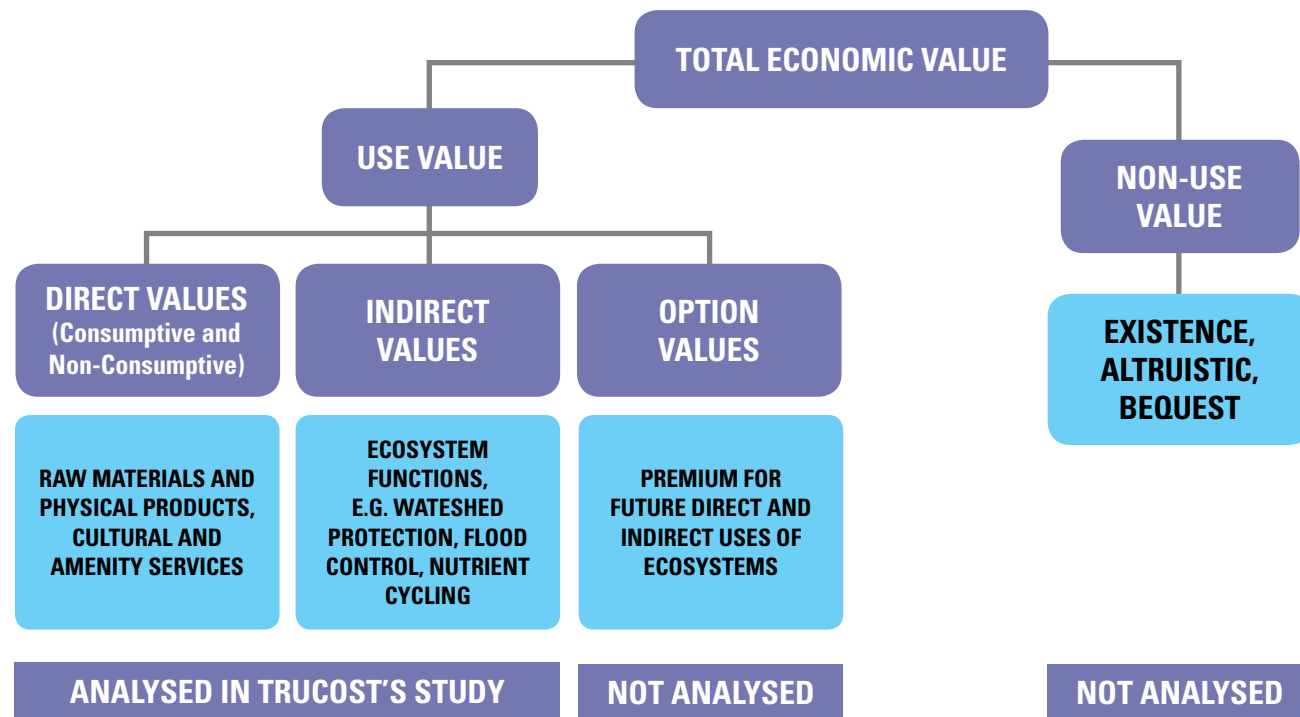 TOTAL ECONOMIC VALUE
USE VALUE
NON-USE
VALUE
DIRECT VALUES
(Consumptive and
Non-Consumptive)
INDIRECT
VALUES
OPTION
VALUES
EXISTENCE,
ALTRUISTIC,
BEQUEST
RAW MATERIALS AND
PHYSICAL PRODUCTS,
CULTURAL AND
AMENITY SERVICES
ECOSYSTEM
FUNCTIONS,
E.G. WATESHED
PROTECTION, FLOOD
CONTROL, NUTRIENT
CYCLING
PREMIUM FOR
FUTURE DIRECT AND
INDIRECT USES OF
ECOSYSTEMS
ANALYSED IN TRUCOST'S STUDY
NOT ANALYSED
NOT ANALYSED